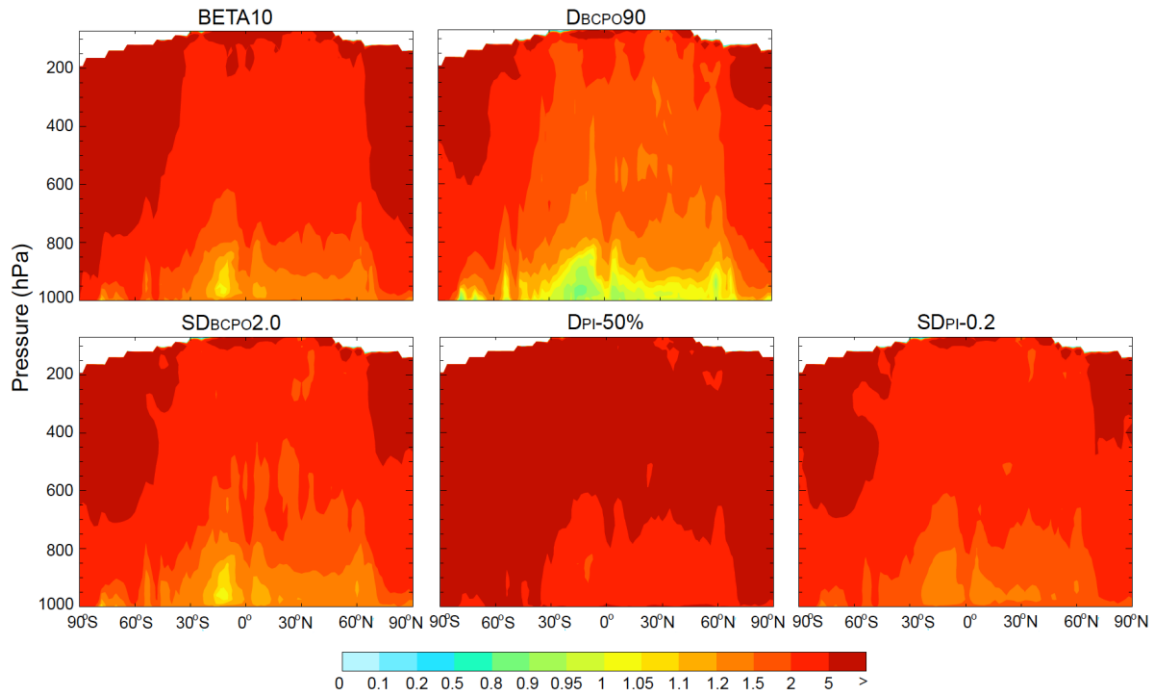 BETA10 DBCPO90
200
400
600
800
1000
Pressure (hPa)
SDBCPO2.0 DPI-50% SDPI-0.2
200
400
600
800
1000
90°S 60°S 30°S 0° 30°N 60°N 90°N 90°S 60°S 30°S 0° 30°N 60°N 90°N 90°S 60°S 30°S 0° 30°N 60°N 90°N
0 0.1 0.2 0.5 0.8 0.9 0.95 1 1.05 1.1 1.2 1.5 2 5 >